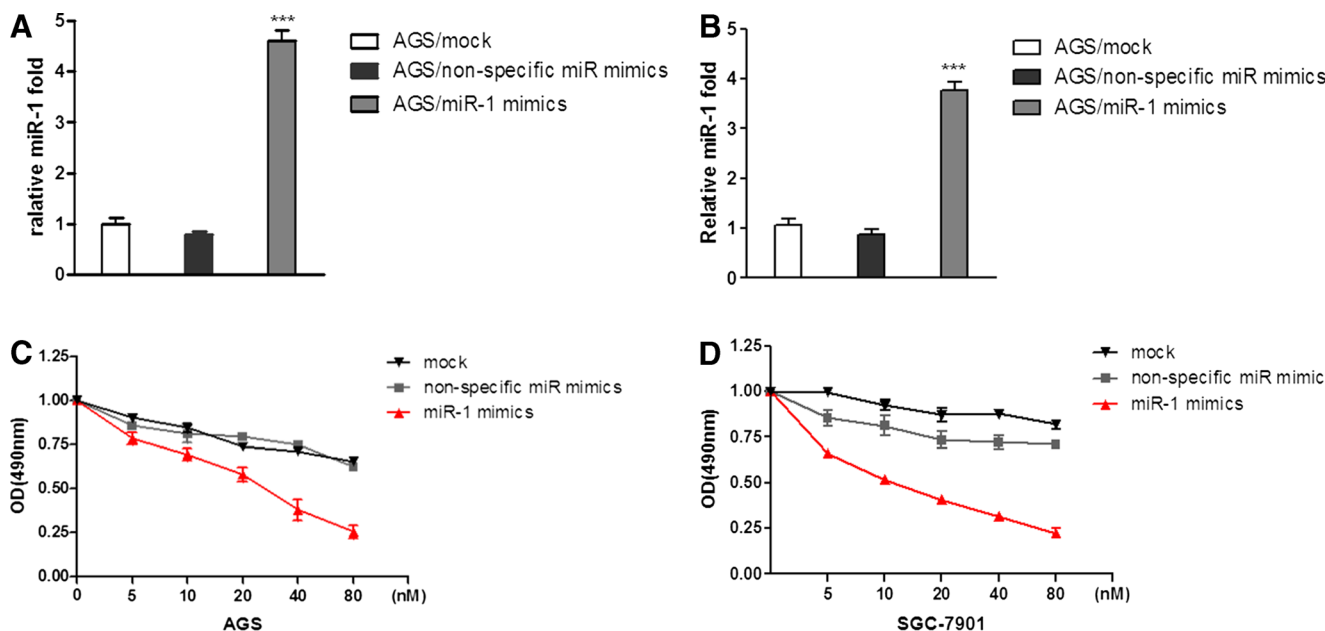 A
ralative miR-1 fold
5
4
3
2
1
0
***
AGS/mock
AGS/non-specific miR mimics
AGS/miR-1 mimics
B
Relative miR-1 fold
5
4
3
2
1
0
***
AGS/mock
AGS/non-specific miR mimics
AGS/miR-1 mimics
C
OD(490nm)
1.25
1.00
0.75
0.50
0.25
0.00
0 5 10 20 40 80 (nM)
AGS
mock
non-specific miR mimics
miR-1 mimics
D
OD(490nm)
1.25
1.00
0.75
0.50
0.25
0.00
5 10 20 40 80 (nM)
SGC-7901
mock
non-specific miR mimic
miR-1 mimics